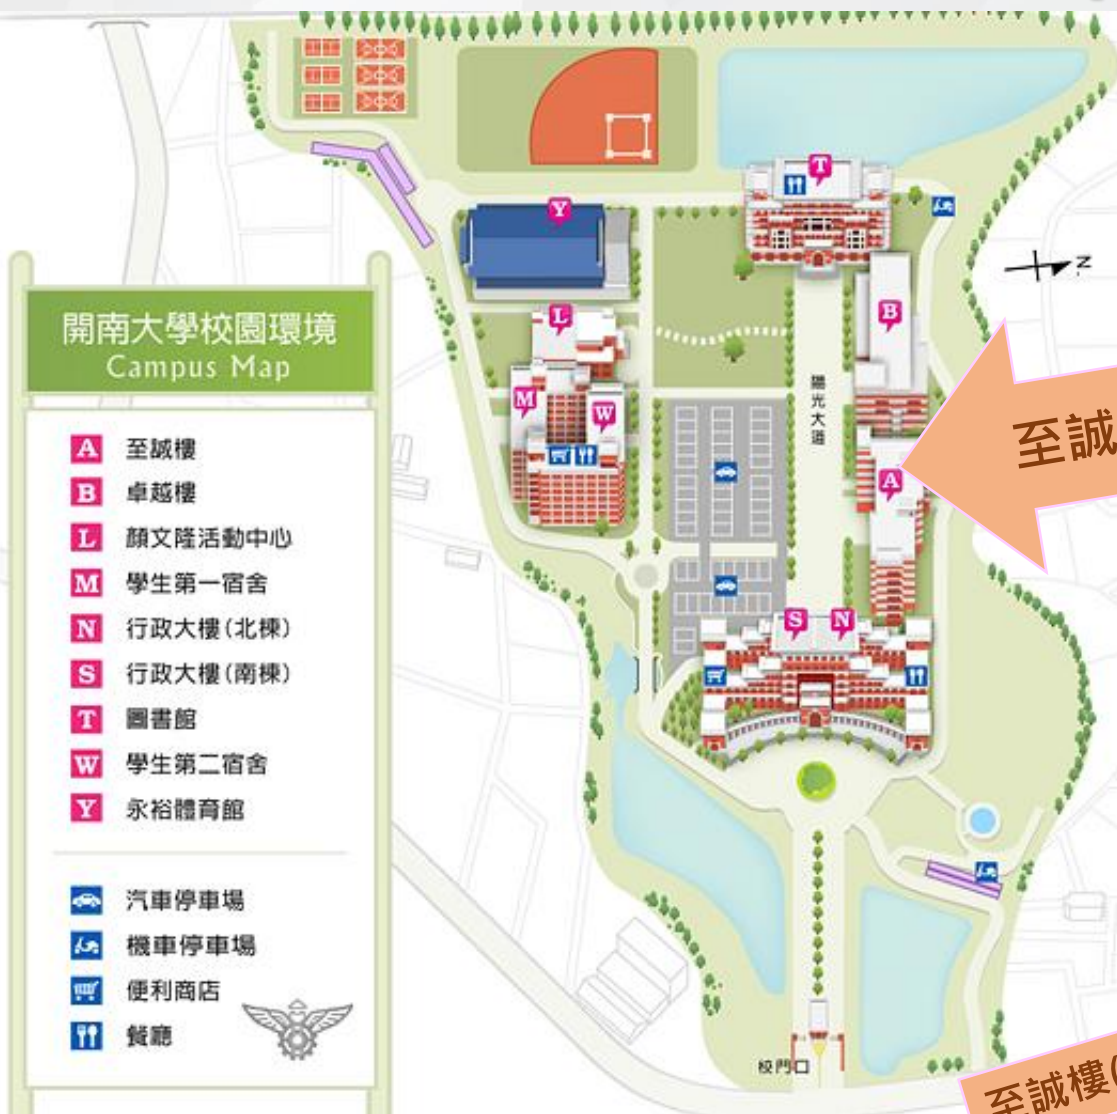 開南大學校園環境
Campus Map
A 至誠樓
B 卓越樓
L 顏文隆活動中心
M 學生第一宿舍
N 行政大樓(北棟)
S 行政大樓(南棟)
T 圖書館
W 學生第二宿舍
Y 永裕體育館
汽車停車場
機車停車場
便利商店
餐廳
T
Y
N
L
B
M
W
陽光大道
至誠
A
S
N
校門口
至誠樓(